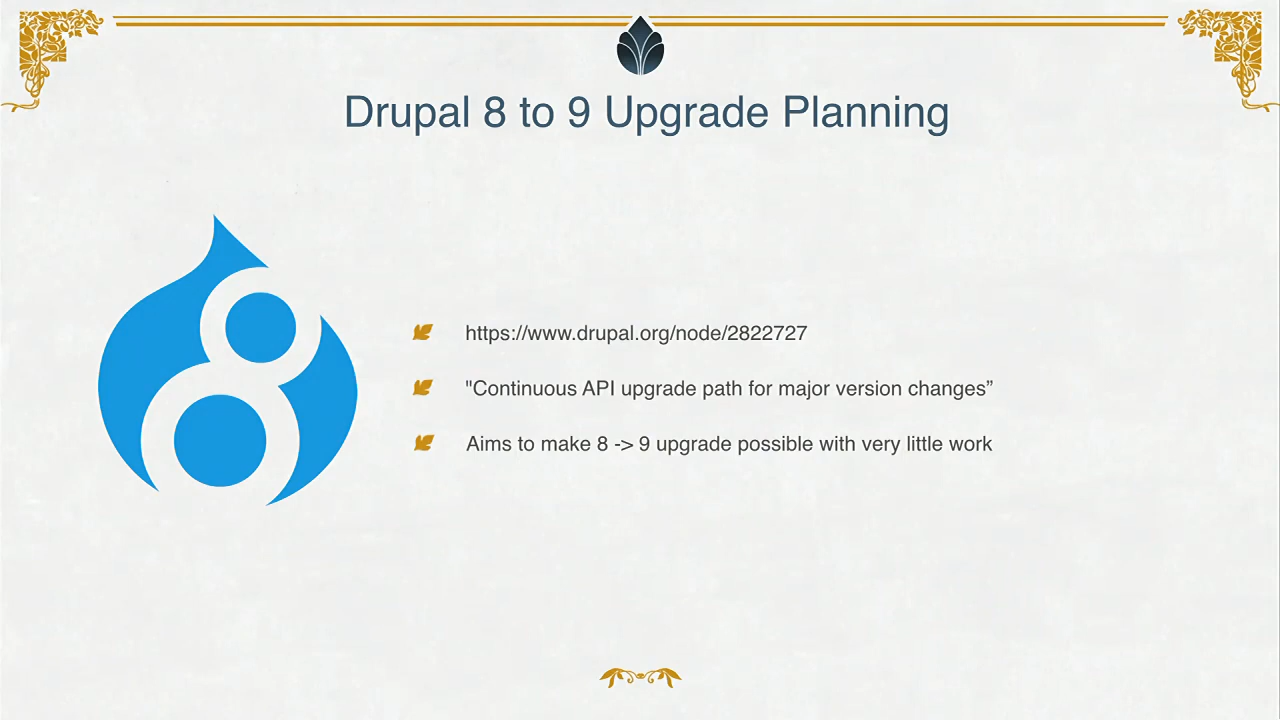 Drupal 8 to 9 Upgrade Planning
https://www.drupal.org/node/2822727
"Continuous API upgrade path for major version changes”
Aims to make 8 -> 9 upgrade possible with very little work